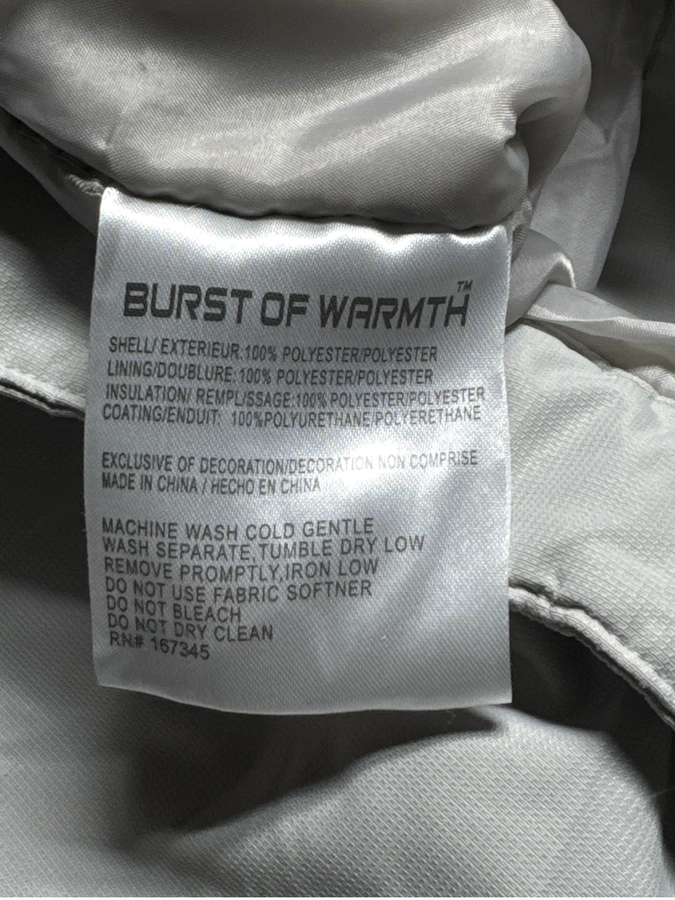 BURST OF WARMTH™
SHELL/ EXTERIEUR:100% POLYESTER/POLYESTER
LINING/DOUBLURE: 100% POLYESTER/POLYESTER
INSULATION/ REMPL/SSAGE:100% POLYESTER/POLYESTER
COATING/ENDUIT: 100%POLYURETHANE/POLYERETHANE
EXCLUSIVE OF DECORATION/DECORATION NON COMPRISE
MADE IN CHINA / HECHO EN CHINA
MACHINE WASH COLD GENTLE
WASH SEPARATE,TUMBLE DRY LOW
REMOVE PROMPTLY,IRON LOW
DO NOT USE FABRIC SOFTNER
DO NOT BLEACH
DO NOT DRY CLEAN
RN# 167345